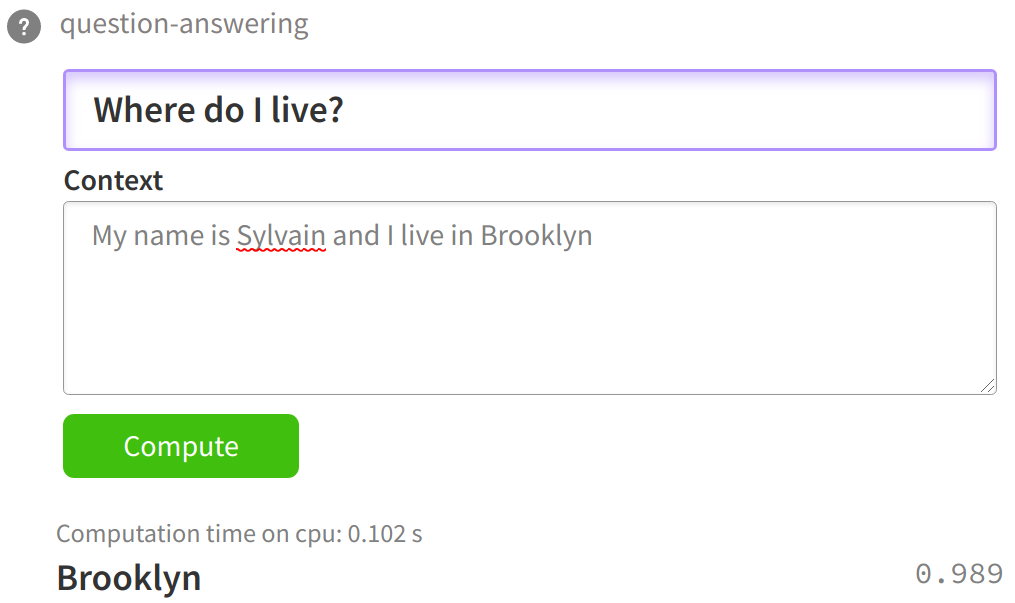 ? question-answering
Where do I live?
Context
My name is Sylvain and I live in Brooklyn
Compute
Computation time on cpu: 0.102 s
Brooklyn 0.989